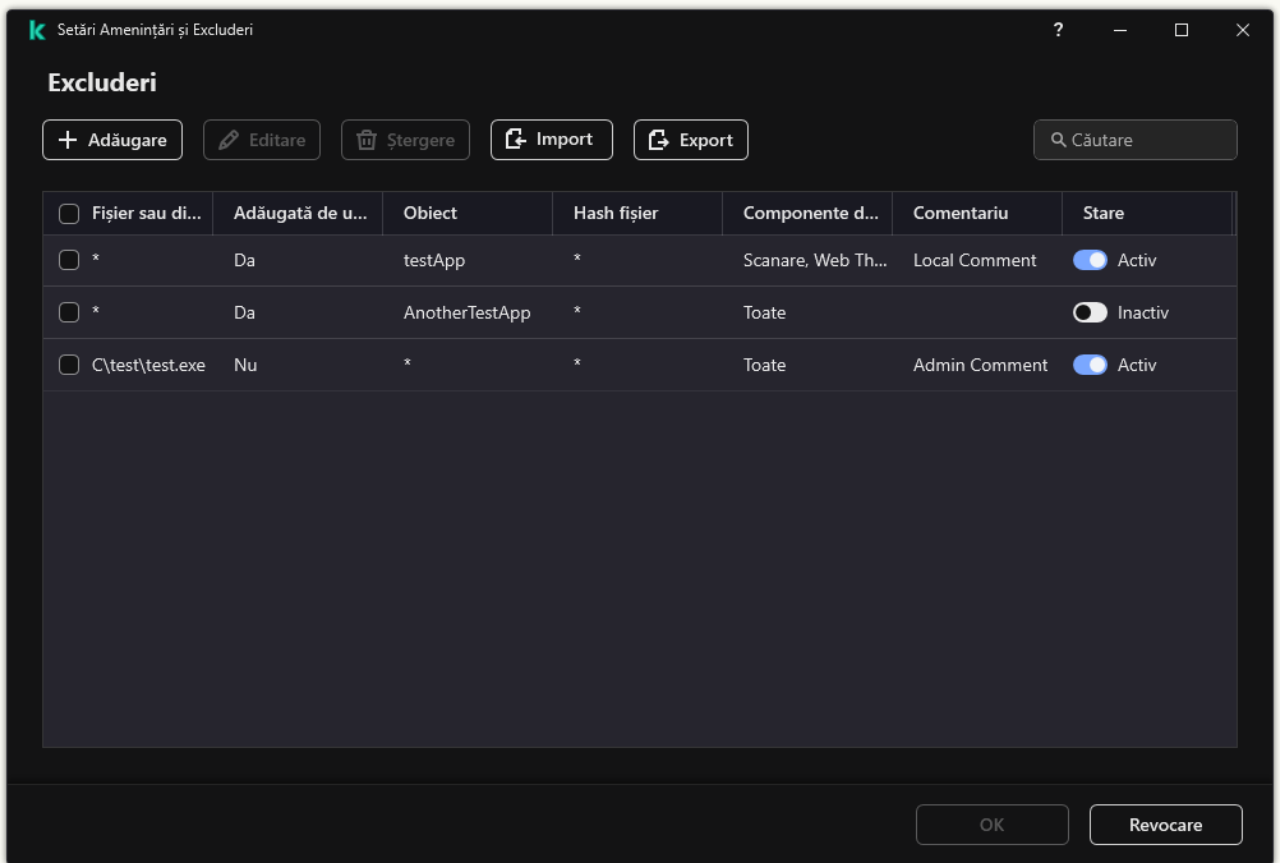 Setări Amenințări și Excluderi
?
Excluderi
Adăugare Editare Ștergere Import Export Căutare
Fișier sau di... Adăugată de u... Obiect Hash fișier Componente d... Comentariu Stare
* Da testApp * Scanare, Web Th... Local Comment Activ
* Da AnotherTestApp * Toate Inactiv
C\test\test.exe Nu * * Toate Admin Comment Activ
OK Revocare